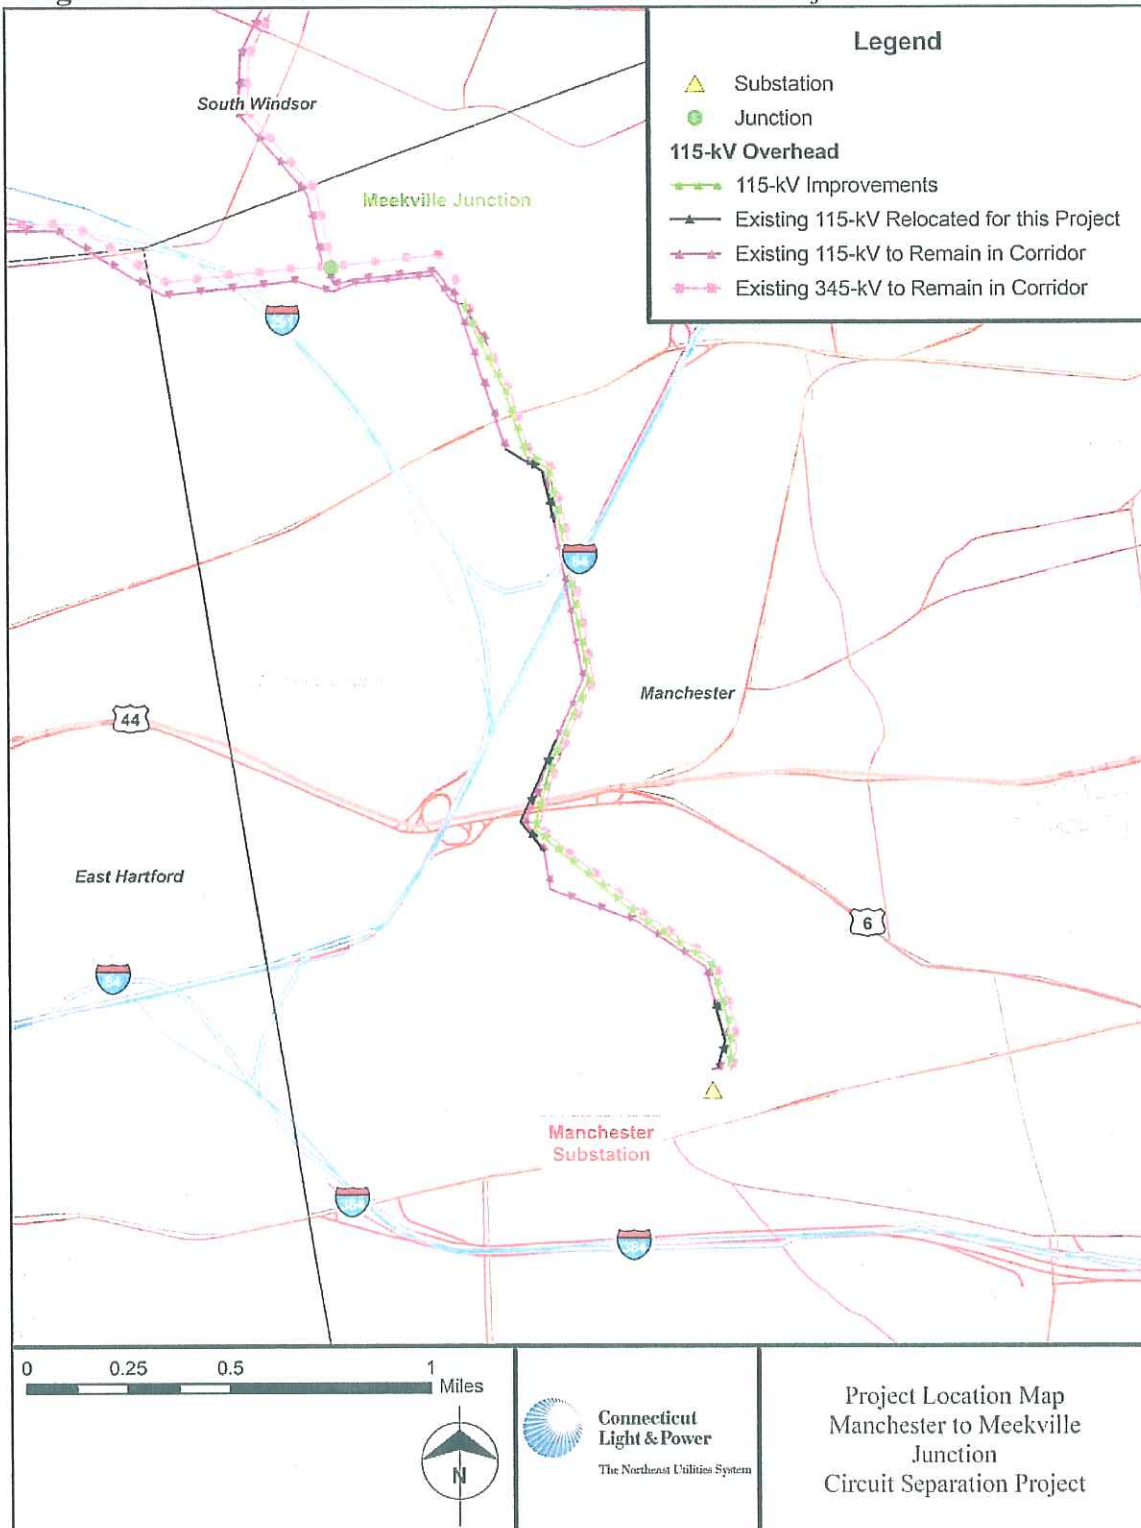 Legend
Substation
Junction
115-kV Overhead
115-kV Improvements
Existing 115-kV Relocated for this Project
Existing 115-kV to Remain in Corridor
Existing 345-kV to Remain in Corridor
South Windsor
Meekville Junction
84
Manchester
44
East Hartford
6
84
Manchester
Substation
384
0 0.25 0.5 1
Miles
N
Connecticut
Light & Power
The Northeast Utilities System
Project Location Map
Manchester to Meekville
Junction
Circuit Separation Project